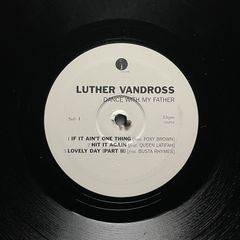 LUTHER VANDROSS
DANCE WITH MY FATHER
Side 1
33rpm
1 IF IT AIN'T ONE THING (feat. FOXY BROWN)
2 HIT IT AGAIN (feat. QUEEN LATIFAH)
3 LOVELY DAY (PART II) (feat. BUSTA RHYMES)